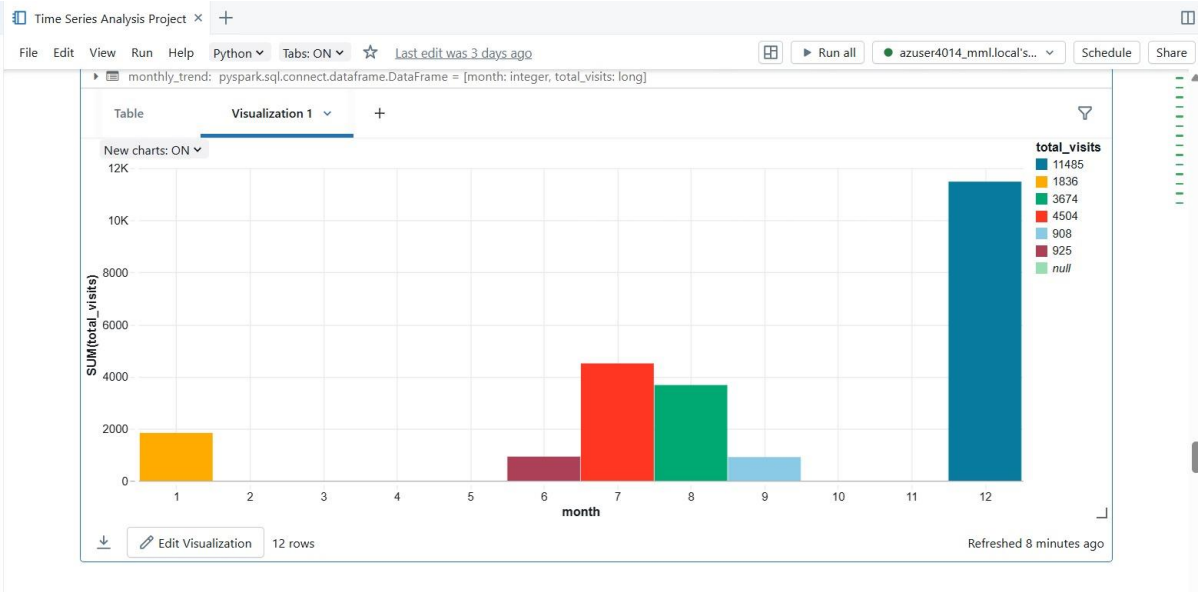 Time Series Analysis Project × +
File Edit View Run Help Python Tabs: ON Last edit was 3 days ago Run all azuser4014_mml.local's... Schedule Share
monthly_trend: pyspark.sql.connect.dataframe.DataFrame = [month: integer, total_visits: long]
Table Visualization 1 +
New charts: ON
total_visits
11485
1836
3674
4504
908
925
null
SUM(total_visits)
12K
10K
8000
6000
4000
2000
0
1 2 3 4 5 6 7 8 9 10 11 12
month
Edit Visualization 12 rows Refreshed 8 minutes ago